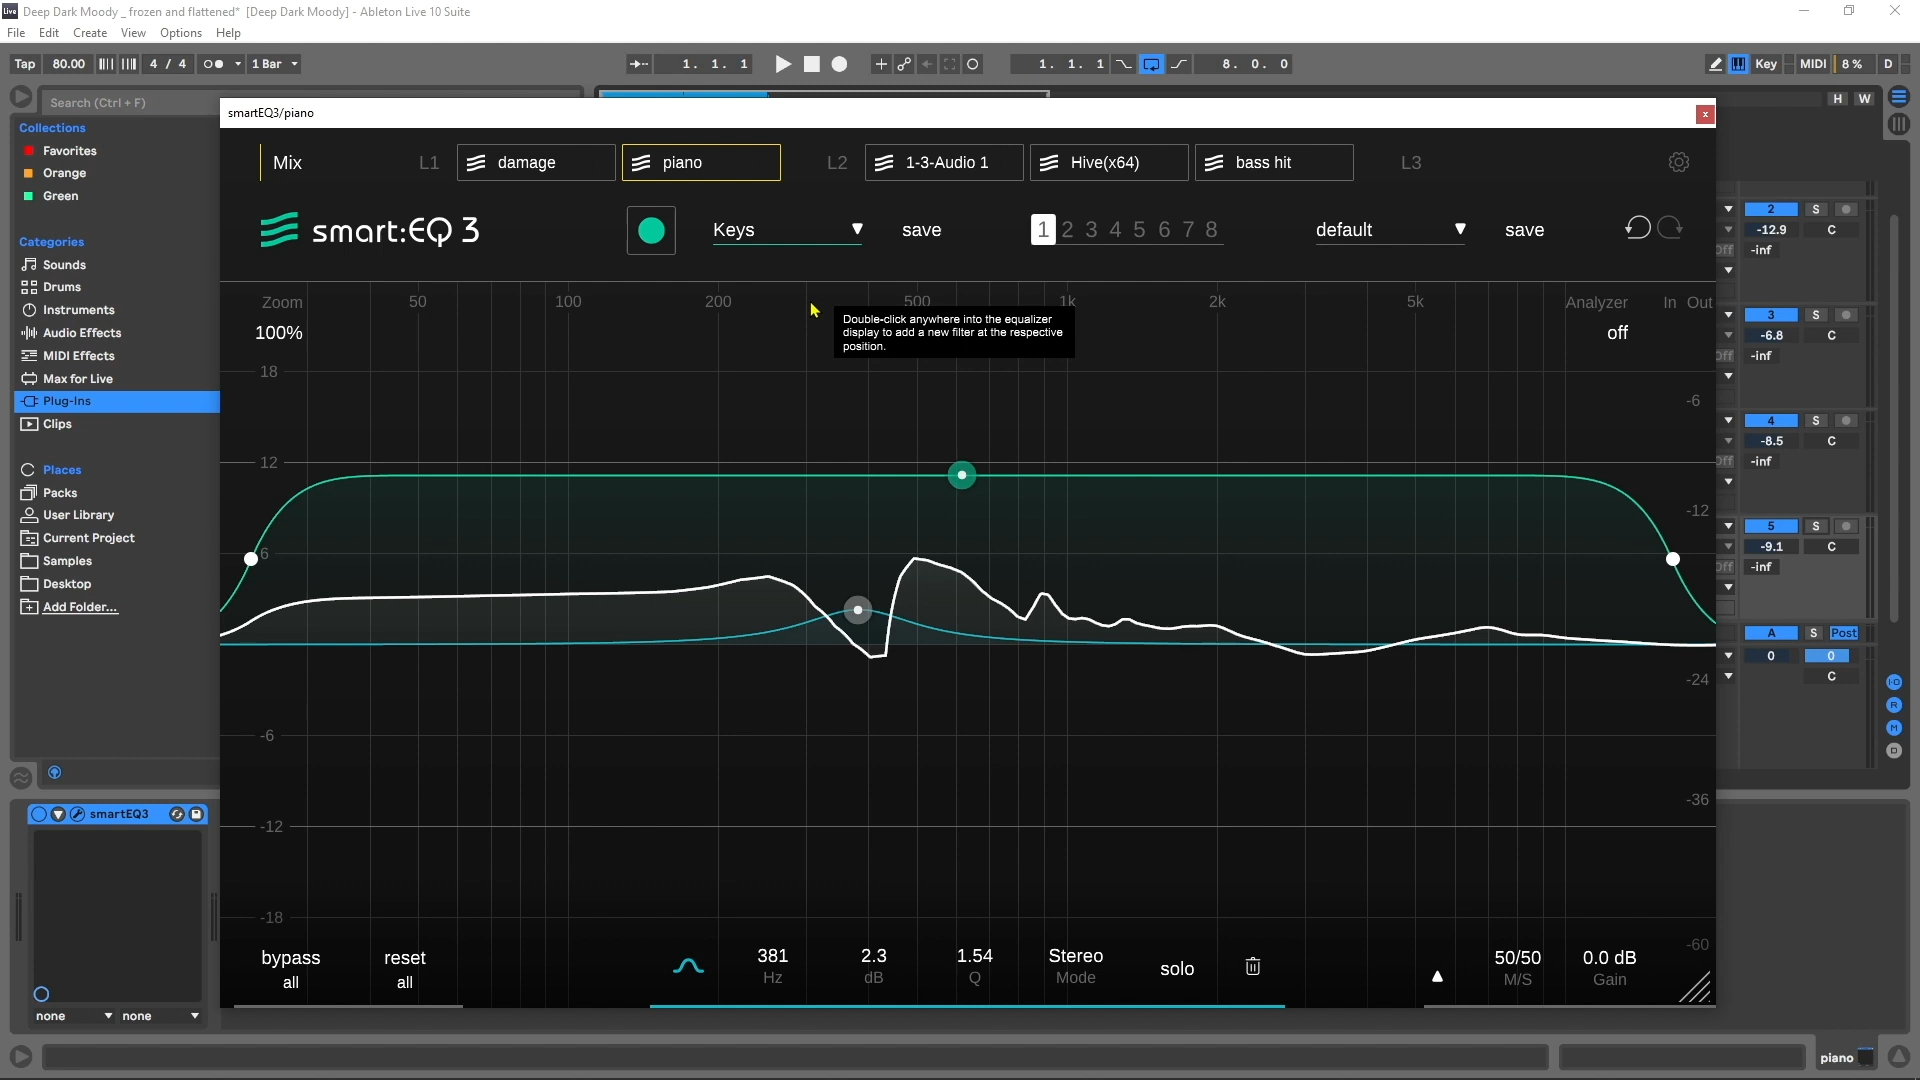 Live Deep Dark Moody _ frozen and flattened* [Deep Dark Moody] - Ableton Live 10 Suite
File Edit Create View Options Help
Tap 80.00 4 / 4 1 Bar 1. 1. 1 1. 1. 1 8. 0. 0 Key MIDI 8 % D
Search (Ctrl + F) H W
smartEQ3/piano x
Collections
Favorites
Orange
Green
Categories
Sounds
Drums
Instruments
Audio Effects
MIDI Effects
Max for Live
Plug-Ins
Clips
Places
Packs
User Library
Current Project
Samples
Desktop
Add Folder...
Mix L1 damage piano L2 1-3-Audio 1 Hive(x64) bass hit L3
smart:EQ 3 Keys save 1 2 3 4 5 6 7 8 default save
Zoom 50 100 200 500 1k 2k 5k Analyzer In Out
100% off
Double-click anywhere into the equalizer
display to add a new filter at the respective
position.
18
-6
12
-12
6
-24
-6
-36
-12
-18
-60
bypass reset 381 2.3 1.54 Stereo solo 50/50 0.0 dB
all all Hz dB Q Mode M/S Gain
2 S
-12.9 C
Off -inf
3 S
-6.8 C
Off -inf
4 S
-8.5 C
Off -inf
5 S
-9.1 C
Off -inf
A S Post
0 0
C
I-O
R
M
D
smartEQ3
none none
piano